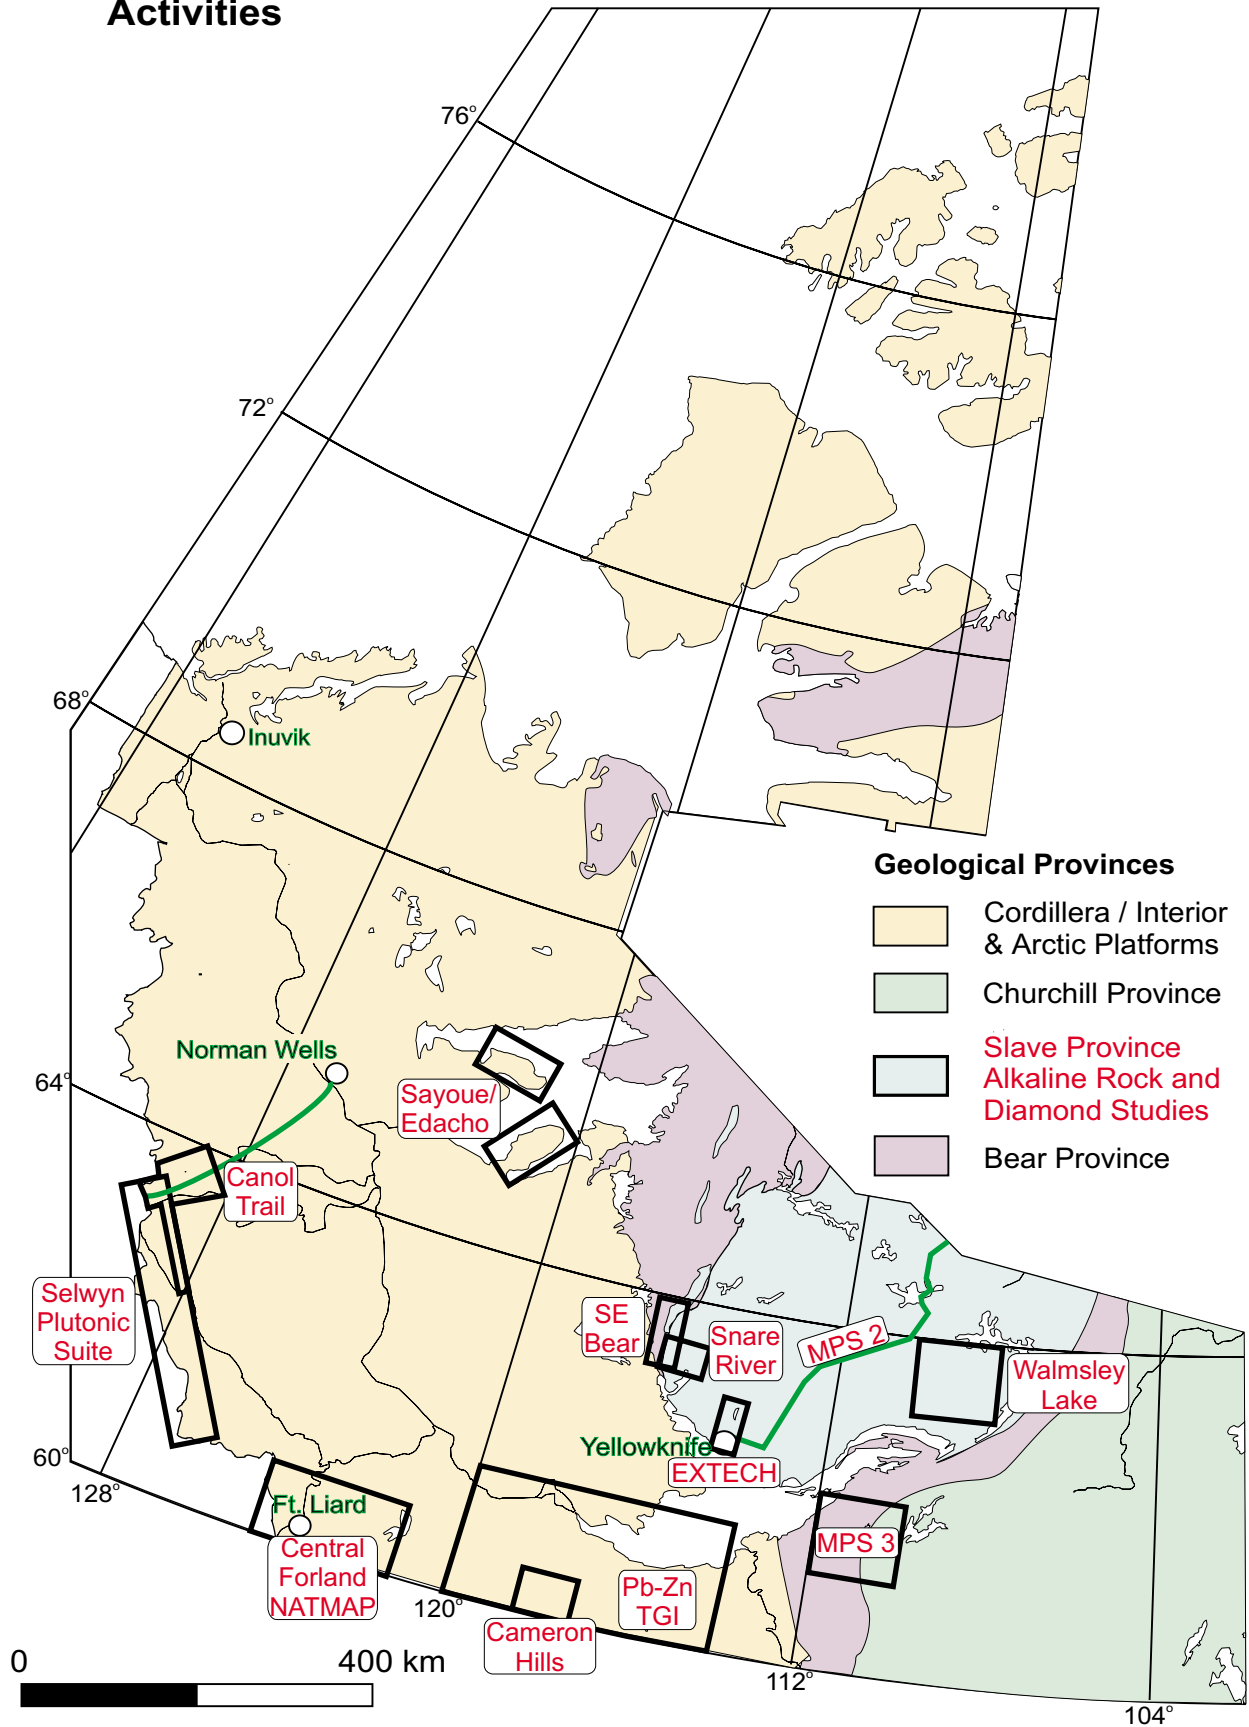 Activities
76°
72°
68°
Inuvik
Geological Provinces
Cordillera / Interior
& Arctic Platforms
Churchill Province
Slave Province
Alkaline Rock and
Diamond Studies
Bear Province
Norman Wells
64°
Sayoue/
Edacho
Canol
Trail
Selwyn
Plutonic
Suite
SE
Bear
Snare
River
MPS 2
Walmsley
Lake
Yellowknife
EXTECH
60°
128°
Ft. Liard
Central
Forland
NATMAP
MPS 3
Pb-Zn
TGI
120°
Cameron
Hills
0
400 km
112°
104°